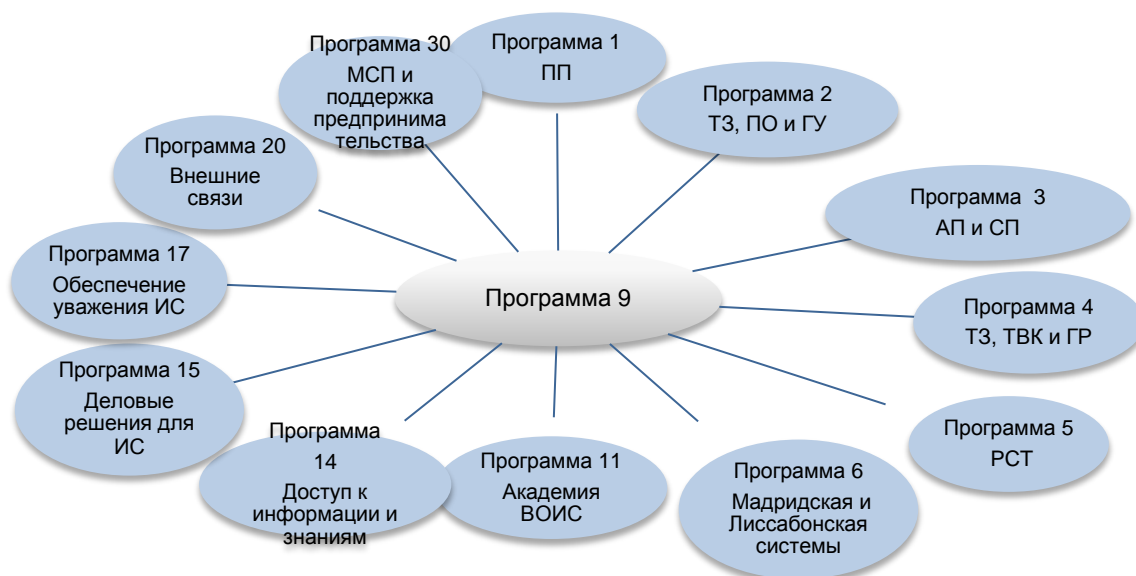 Программа 30
МСП и
поддержка
предпринима
тельства
Программа 1
ПП
Программа 2
ТЗ, ПО и ГУ
Программа 3
АП и СП
Программа 4
ТЗ, ТВК и ГР
Программа 5
РСТ
Программа 6
Мадридская и
Лиссабонская
системы
Программа 11
Академия
ВОИС
Программа
14
Доступ к
информации и
знаниям
Программа 15
Деловые
решения для
ИС
Программа 17
Обеспечение
уважения ИС
Программа 20
Внешние
связи
Программа 9